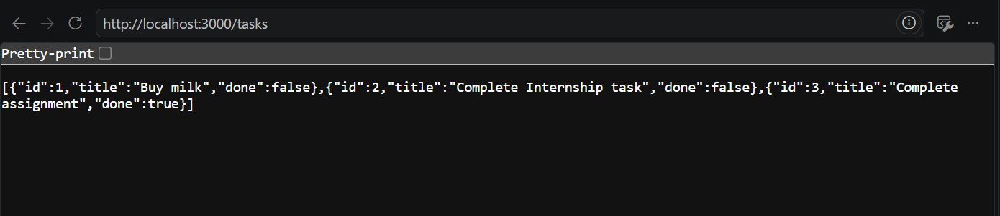 http://localhost:3000/tasks
Pretty-print
[{"id":1,"title":"Buy milk","done":false},{"id":2,"title":"Complete Internship task","done":false},{"id":3,"title":"Complete
assignment","done":true}]